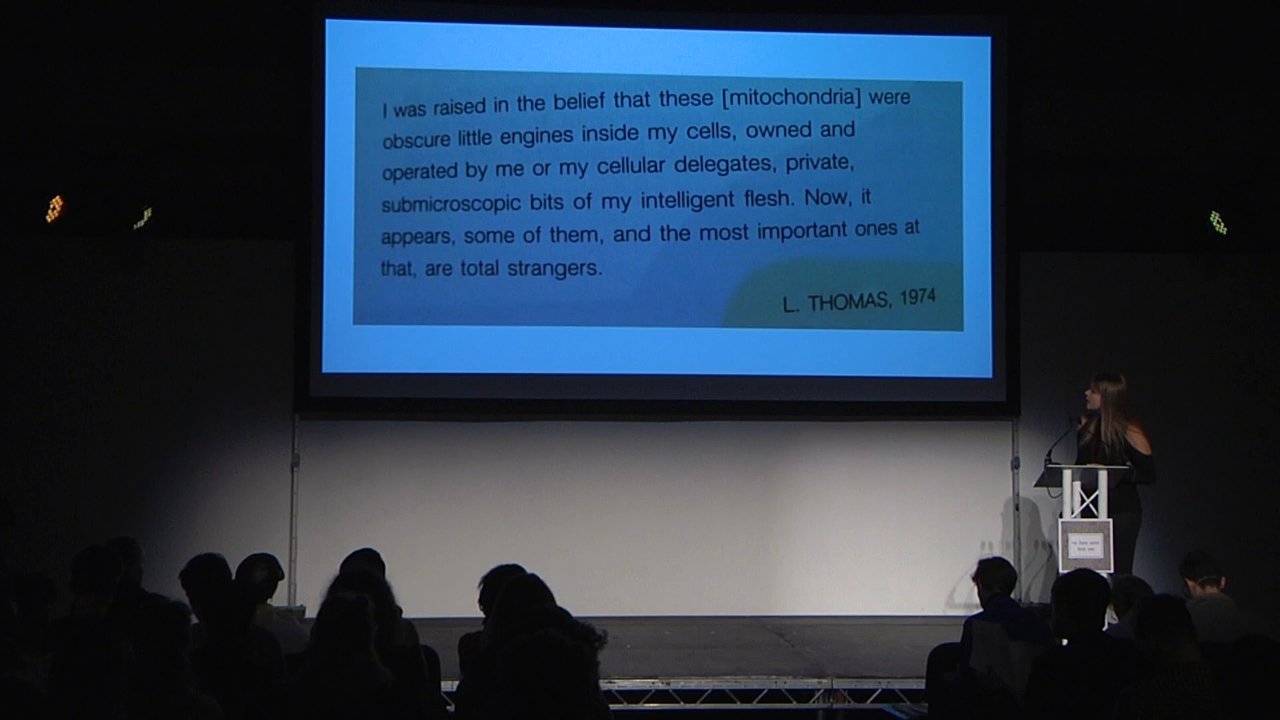 I was raised in the belief that these [mitochondria] were
obscure little engines inside my cells, owned and
operated by me or my cellular delegates, private,
submicroscopic bits of my intelligent flesh. Now, it
appears, some of them, and the most important ones at
that, are total strangers.
L. THOMAS, 1974